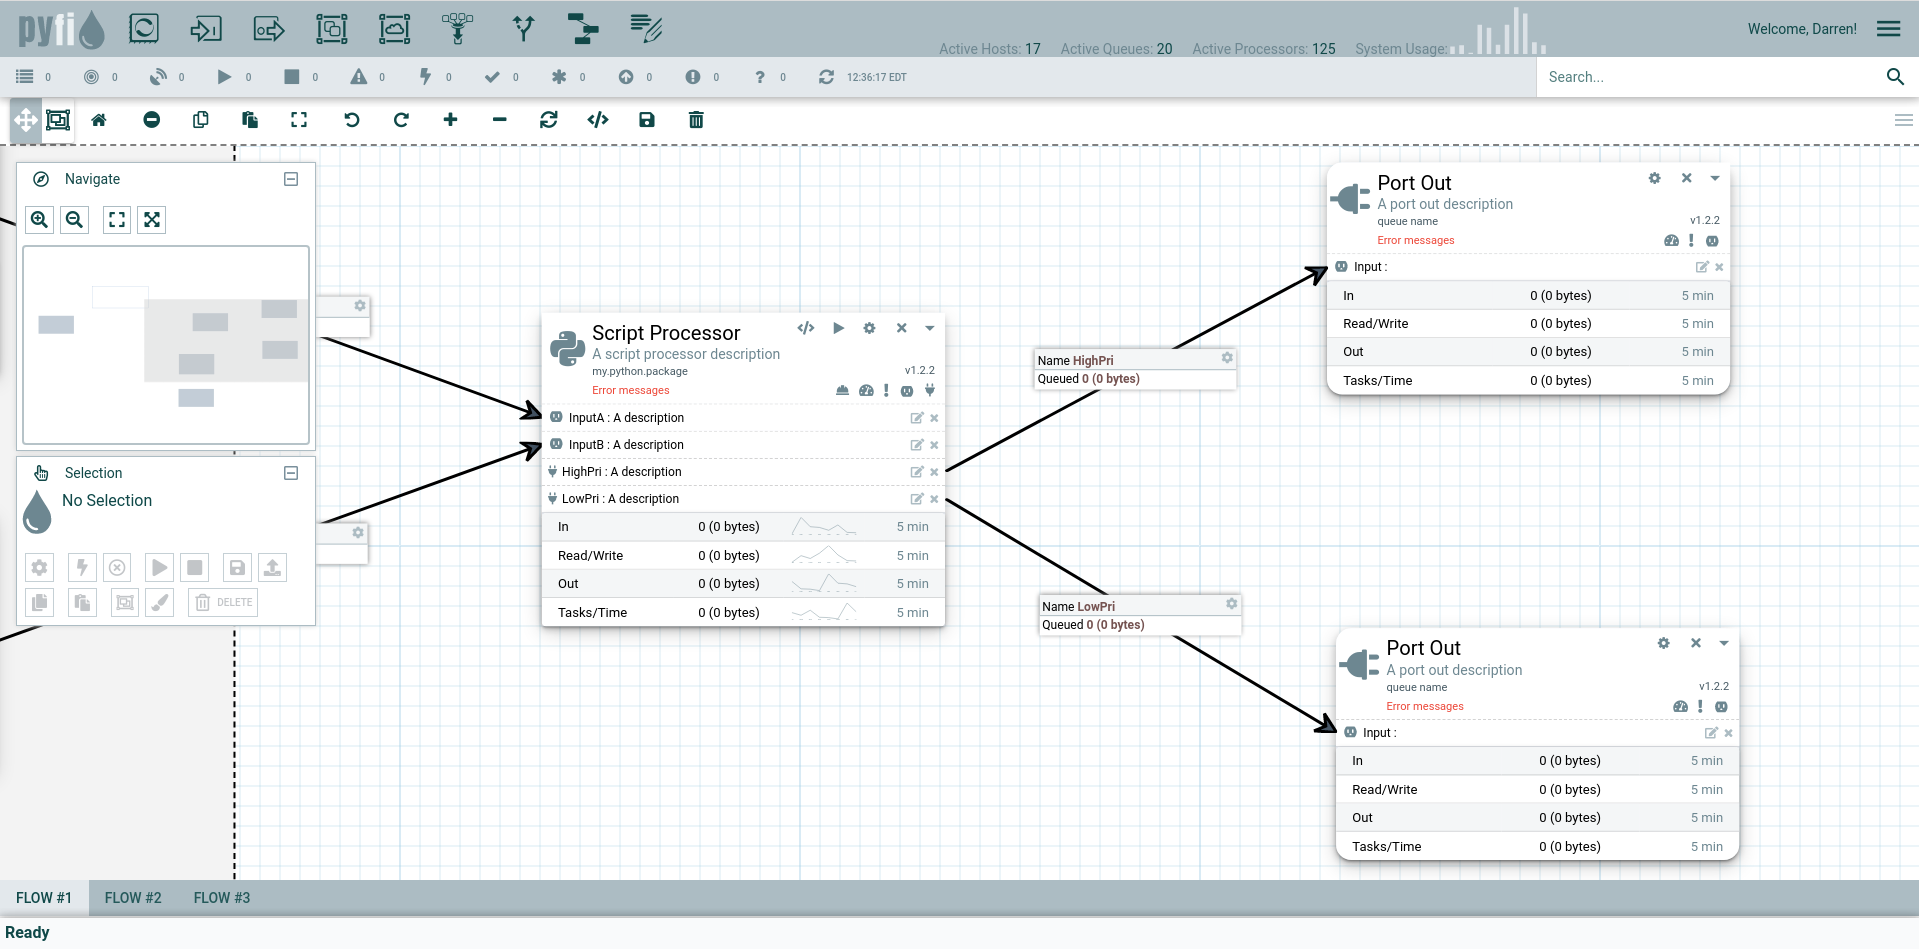 pyfi
Welcome, Darren!
Active Hosts: 17 Active Queues: 20 Active Processors: 125 System Usage:
0 0 0 0 0 0 0 0 0 0 0 ? 0 12:36:17 EDT
Search...
Navigate
Selection
No Selection
DELETE
Script Processor
A script processor description
my.python.package
v1.2.2
Error messages
InputA : A description
InputB : A description
HighPri : A description
LowPri : A description
In 0 (0 bytes) 5 min
Read/Write 0 (0 bytes) 5 min
Out 0 (0 bytes) 5 min
Tasks/Time 0 (0 bytes) 5 min
Name HighPri
Queued 0 (0 bytes)
Name LowPri
Queued 0 (0 bytes)
Port Out
A port out description
queue name
v1.2.2
Error messages
Input :
In 0 (0 bytes) 5 min
Read/Write 0 (0 bytes) 5 min
Out 0 (0 bytes) 5 min
Tasks/Time 0 (0 bytes) 5 min
Port Out
A port out description
queue name
v1.2.2
Error messages
Input :
In 0 (0 bytes) 5 min
Read/Write 0 (0 bytes) 5 min
Out 0 (0 bytes) 5 min
Tasks/Time 0 (0 bytes) 5 min
FLOW #1 FLOW #2 FLOW #3
Ready